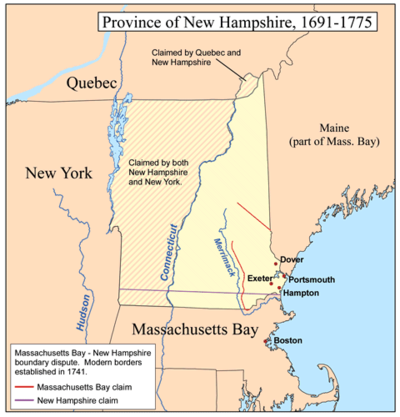 Province of New Hampshire, 1691-1775
Claimed by Quebec and
New Hampshire
Quebec
Maine
(part of Mass. Bay)
New York
Claimed by both
New Hampshire
and New York.
Connecticut
Merrimack
Hudson
Dover
Exeter
Portsmouth
Hampton
Massachusetts Bay
Boston
Massachusetts Bay - New Hampshire
boundary dispute. Modern borders
established in 1741.
Massachusetts Bay claim
New Hampshire claim